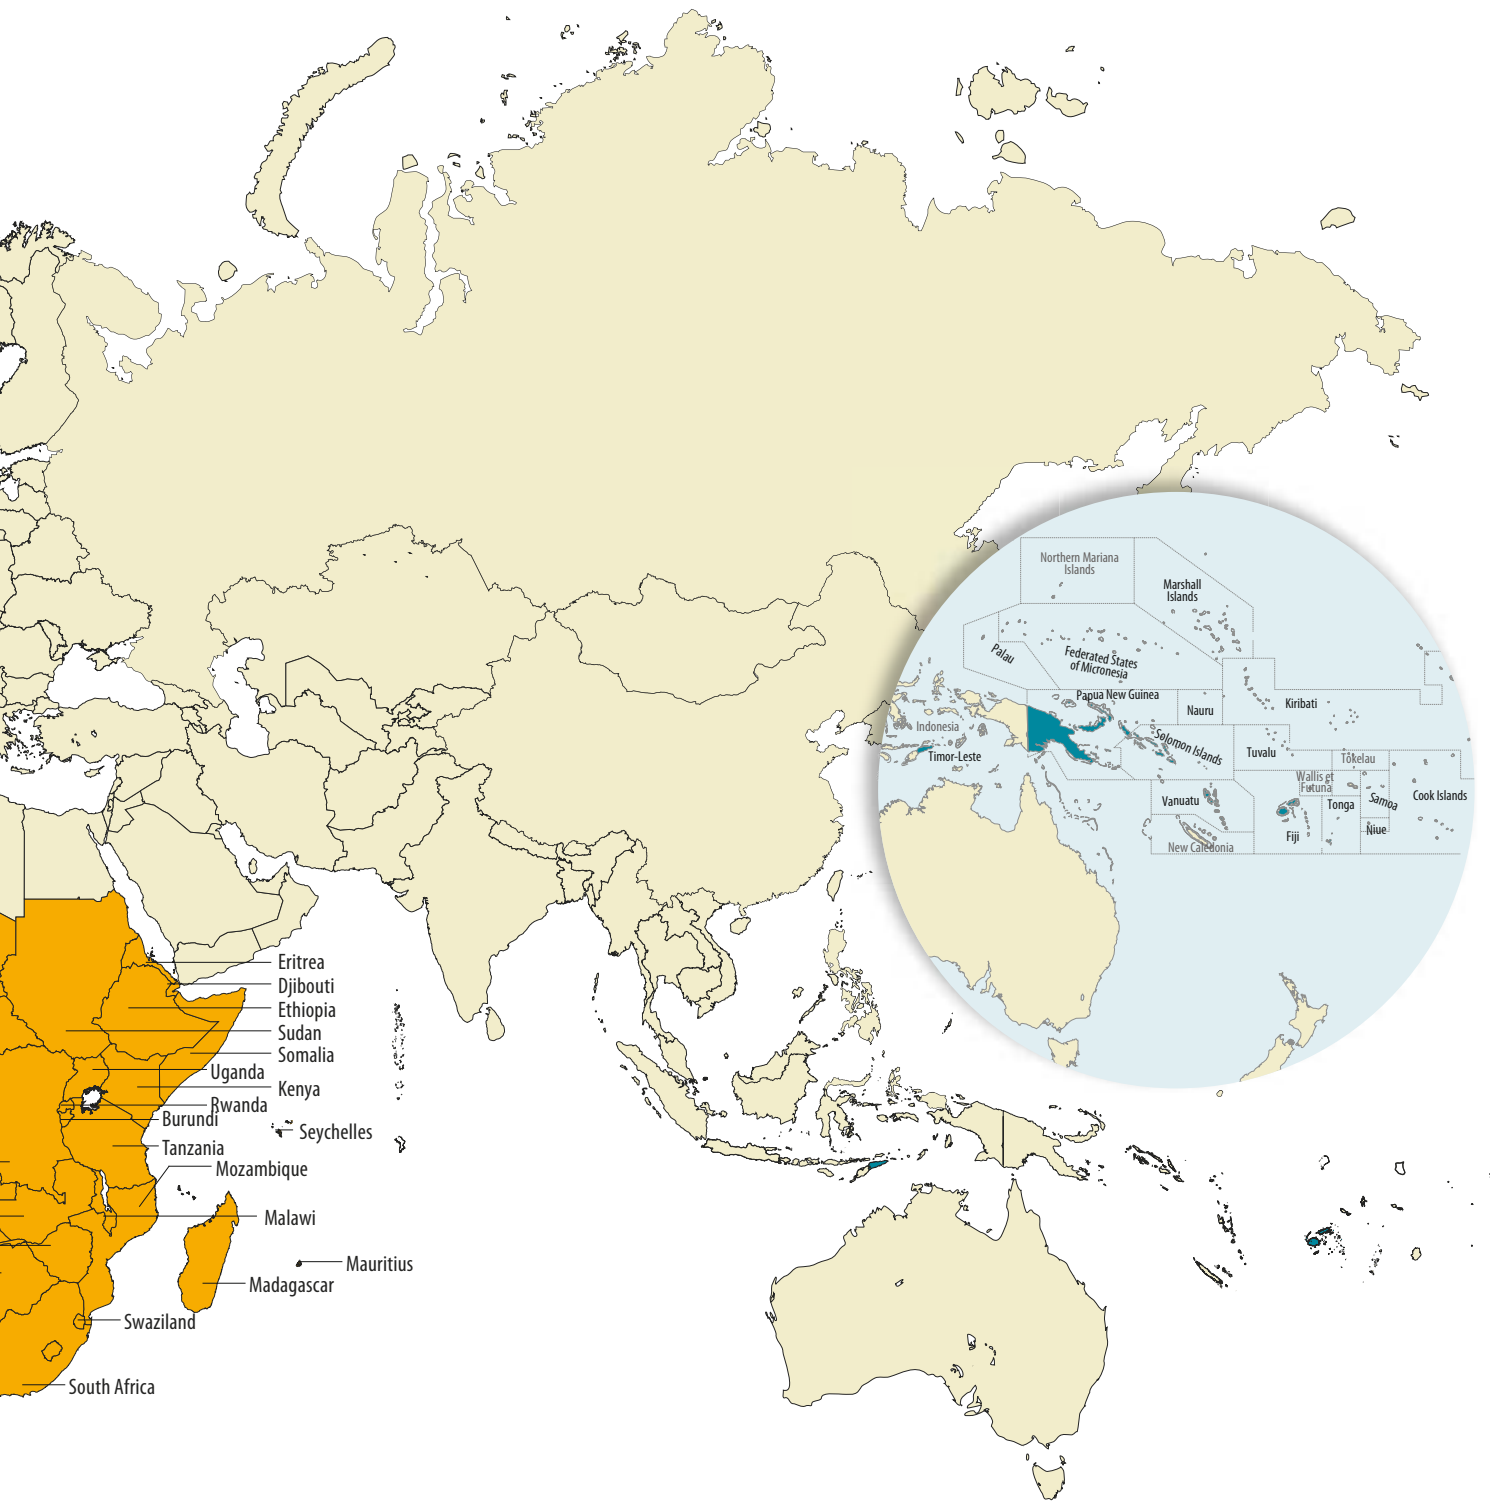 Northern Mariana
Islands
Marshall
Islands
Palau
Federated States
of Micronesia
Papua New Guinea
Nauru
Kiribati
Indonesia
Solomon Islands
Timor-Leste
Tuvalu
Tokelau
Wallis et
Futuna
Vanuatu
Tonga
Samoa
Cook Islands
Fiji
Niue
New Caledonia
Eritrea
Djibouti
Ethiopia
Sudan
Somalia
Uganda
Kenya
Rwanda
Burundi
Seychelles
Tanzania
Mozambique
Malawi
Mauritius
Madagascar
Swaziland
South Africa